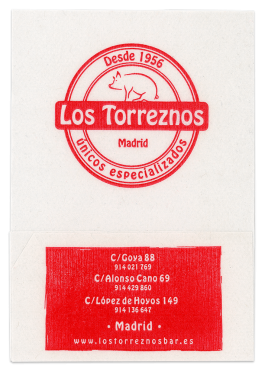 Desde 1956
Los Torreznos
Madrid
únicos especializados
C/Goya 88
914 021 769
C/Alonso Cano 69
914 429 860
C/López de Hoyos 149
914 136 647
· Madrid ·
www.lostorreznosbar.es